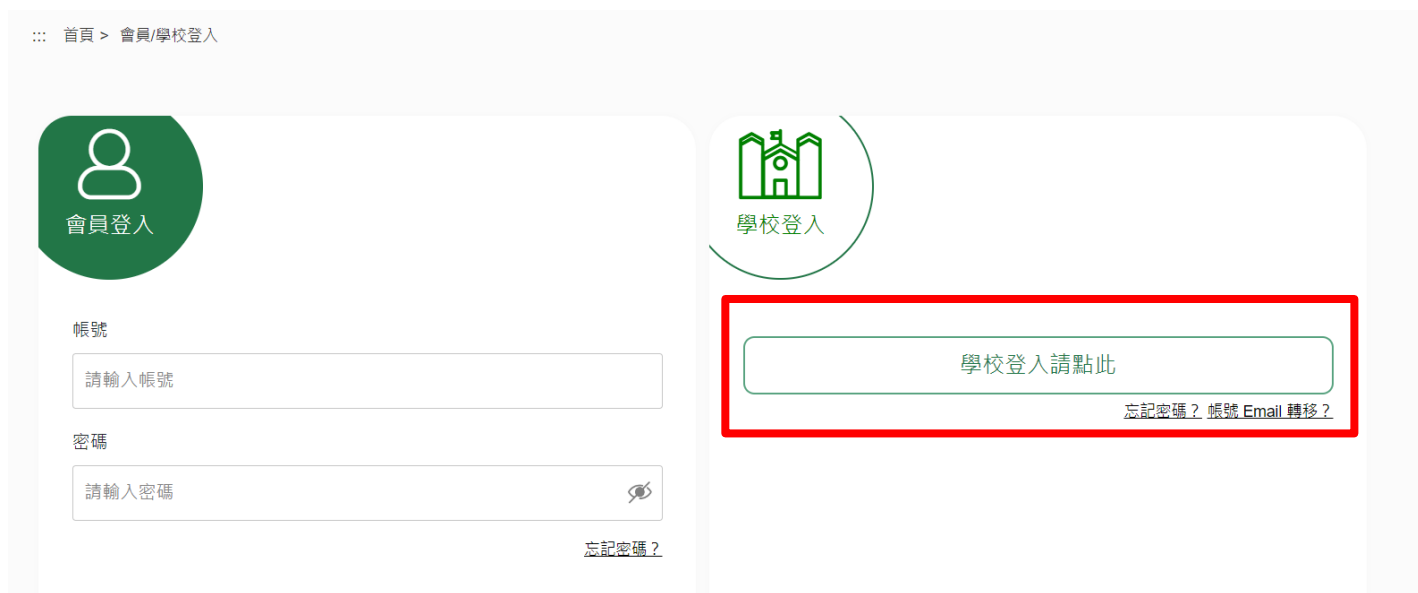 ::: 首頁 > 會員/學校登入
會員登入
帳號
請輸入帳號
密碼
請輸入密碼
忘記密碼？
學校登入
學校登入請點此
忘記密碼？ 帳號 Email 轉移？